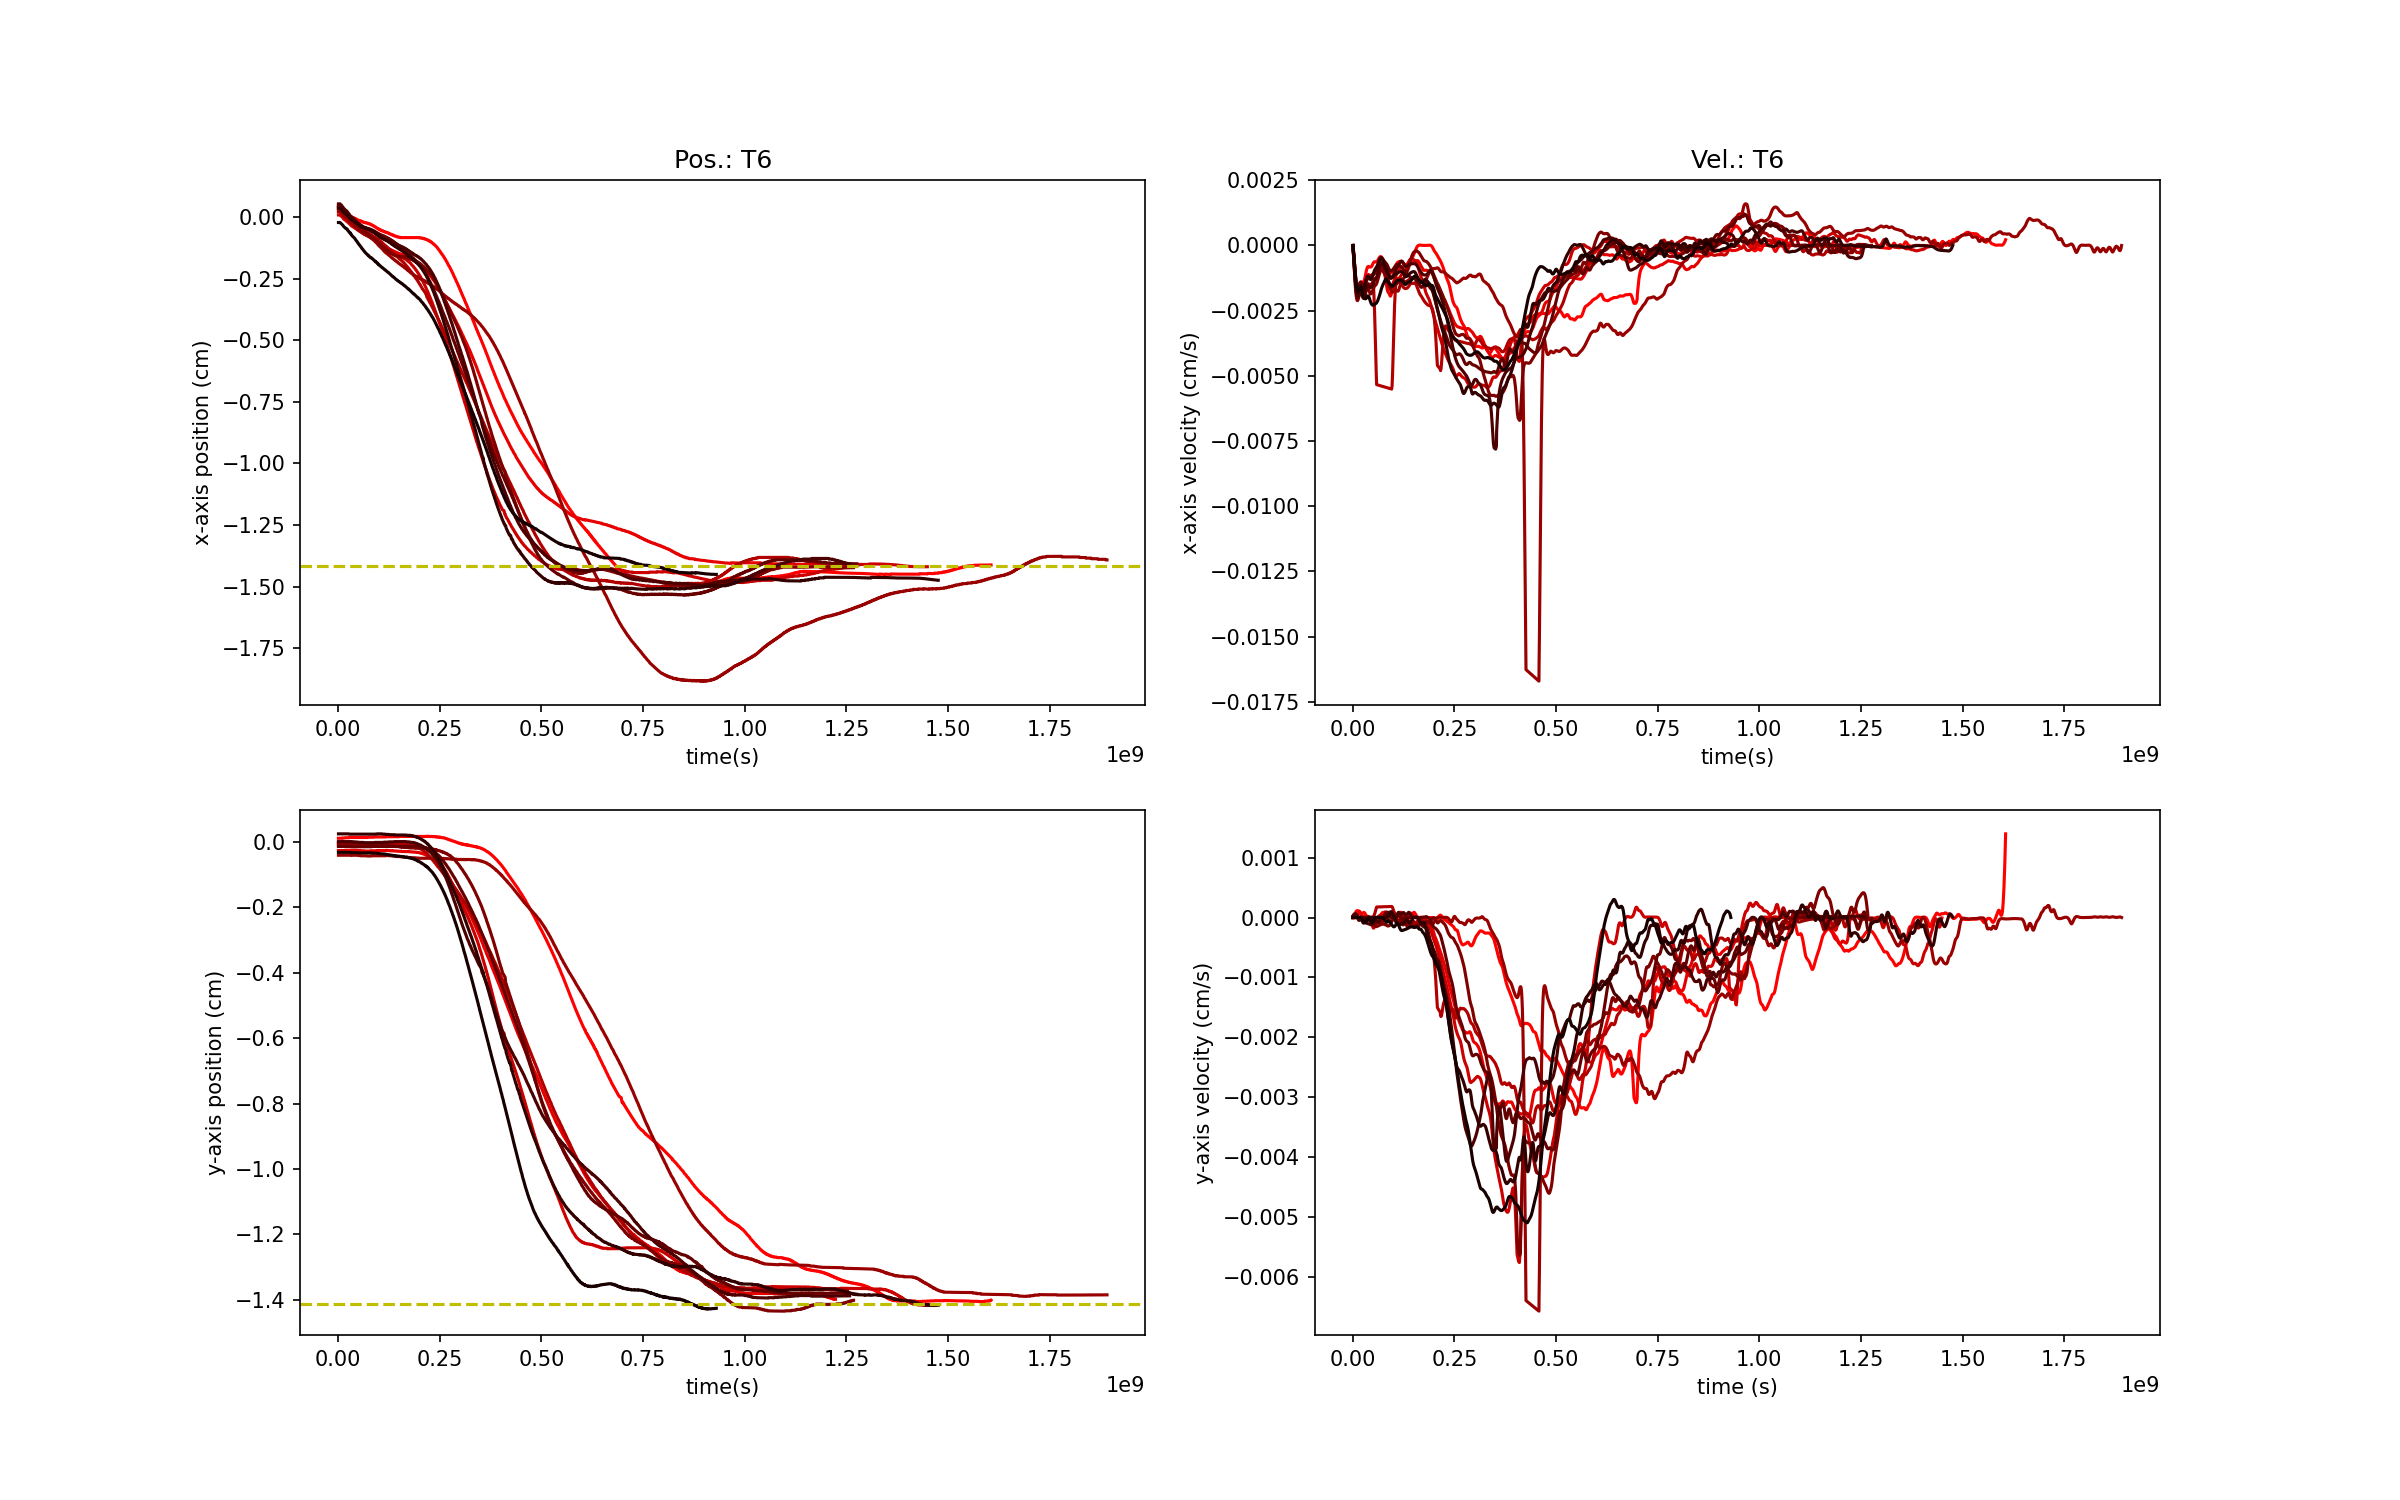 Pos.: T6
Vel.: T6
x-axis position (cm)
0.00
−0.25
−0.50
−0.75
−1.00
−1.25
−1.50
−1.75
0.00 0.25 0.50 0.75 1.00 1.25 1.50 1.75
time(s)
1e9
x-axis velocity (cm/s)
0.0025
0.0000
−0.0025
−0.0050
−0.0075
−0.0100
−0.0125
−0.0150
−0.0175
0.00 0.25 0.50 0.75 1.00 1.25 1.50 1.75
time(s)
1e9
y-axis position (cm)
0.0
−0.2
−0.4
−0.6
−0.8
−1.0
−1.2
−1.4
0.00 0.25 0.50 0.75 1.00 1.25 1.50 1.75
time(s)
1e9
y-axis velocity (cm/s)
0.001
0.000
−0.001
−0.002
−0.003
−0.004
−0.005
−0.006
0.00 0.25 0.50 0.75 1.00 1.25 1.50 1.75
time (s)
1e9